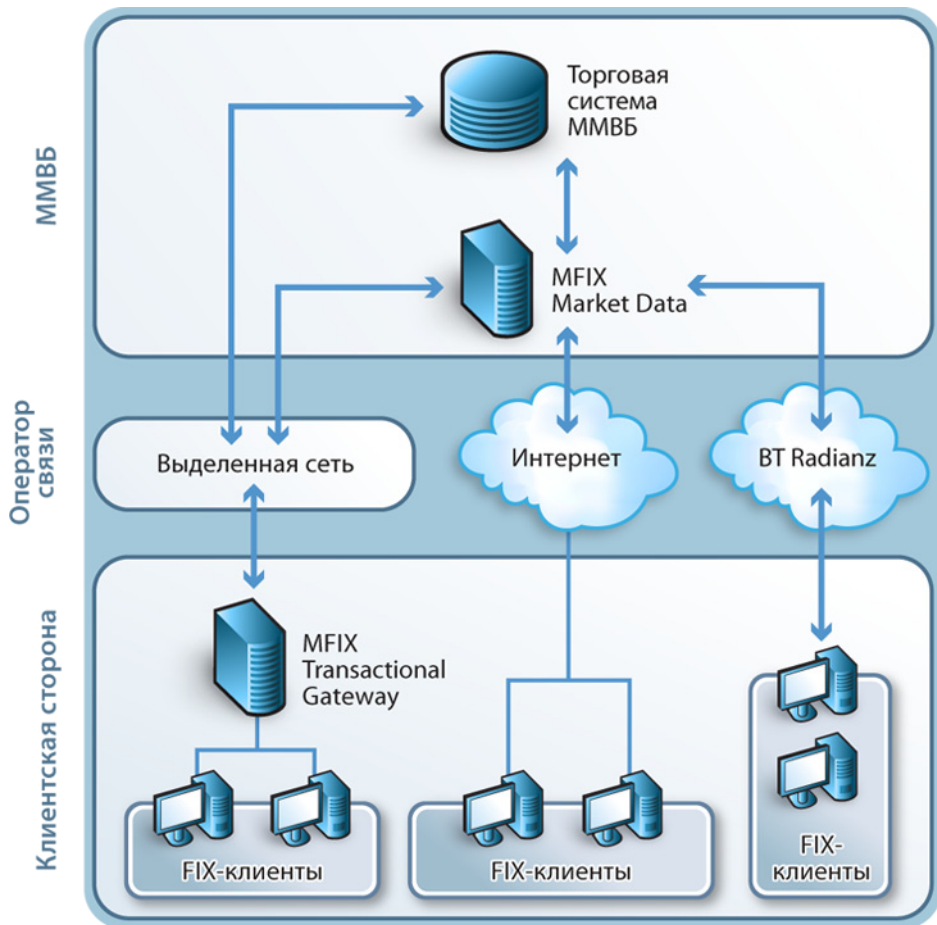 ММВБ
Торговая
система
ММВБ
MFIX
Market Data
Оператор
связи
Выделенная сеть
Интернет
BT Radianz
Клиентская сторона
MFIX
Transactional
Gateway
FIX-клиенты
FIX-клиенты
FIX-
клиенты